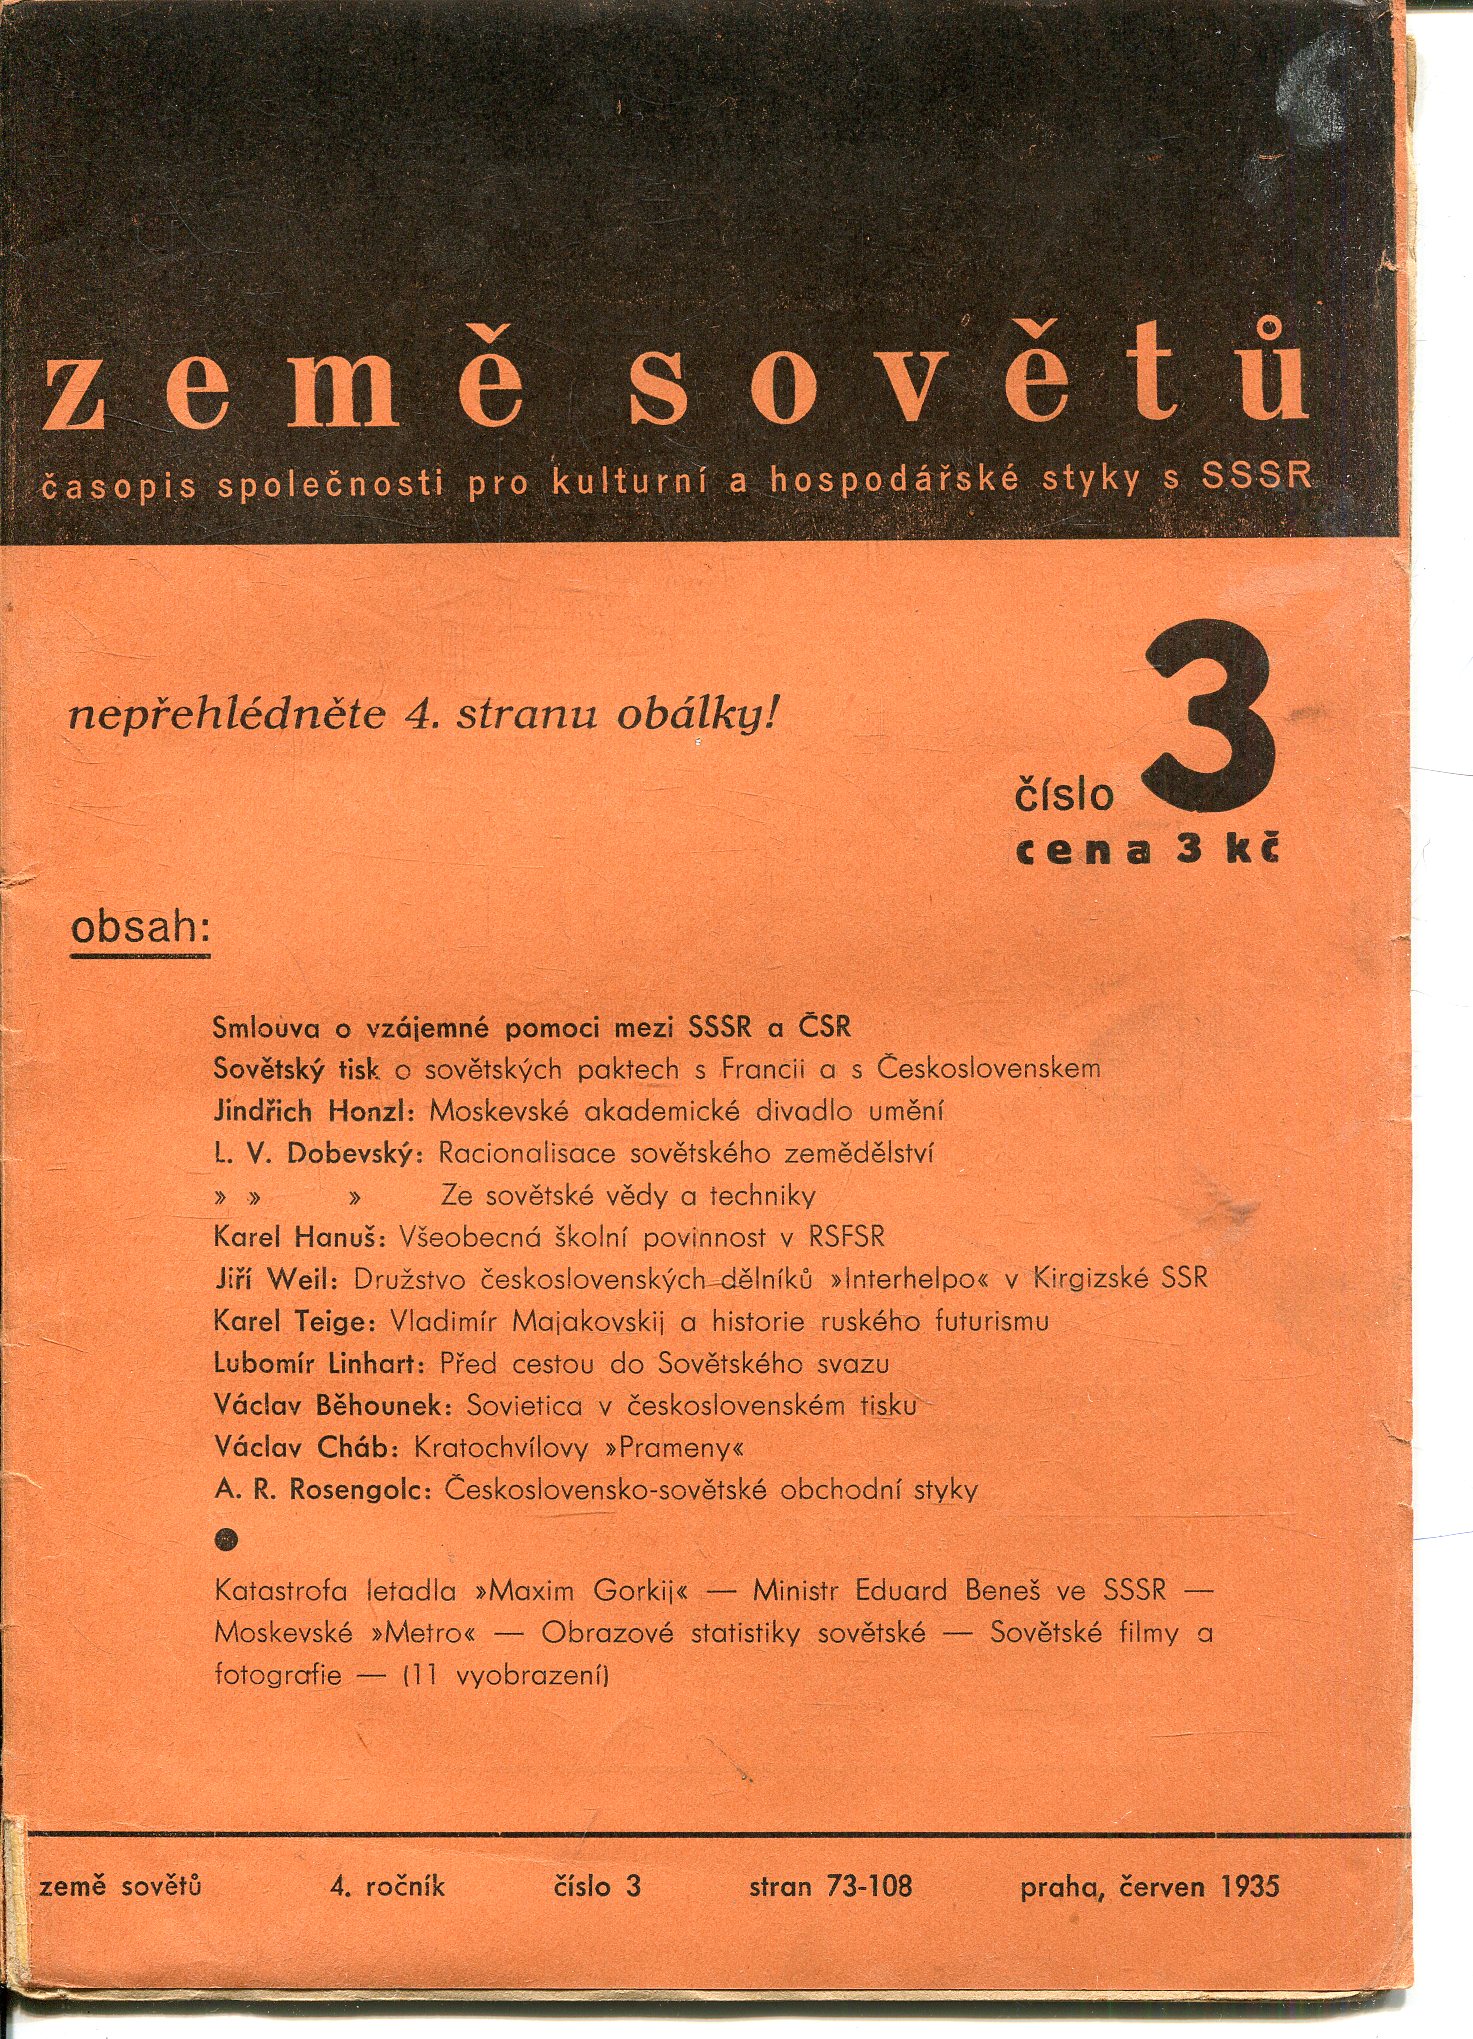 země sovětů
časopis společnosti pro kulturní a hospodářské styky s SSSR
nepřehlédněte 4. stranu obálky!
číslo 3
cena 3 kč
obsah:
Smlouva o vzájemné pomoci mezi SSSR a ČSR
Sovětský tisk o sovětských paktech s Francii a s Československem
Jindřich Honzl: Moskevské akademické divadlo umění
L. V. Dobevský: Racionalisace sovětského zemědělství
» » » Ze sovětské vědy a techniky
Karel Hanuš: Všeobecná školní povinnost v RSFSR
Jiří Weil: Družstvo československých dělníků »Interhelpo« v Kirgizské SSR
Karel Teige: Vladimír Majakovskij a historie ruského futurismu
Lubomír Linhart: Před cestou do Sovětského svazu
Václav Běhounek: Sovietica v československém tisku
Václav Cháb: Kratochvílovy »Prameny«
A. R. Rosengolc: Československo-sovětské obchodní styky
●
Katastrofa letadla »Maxim Gorkij« — Ministr Eduard Beneš ve SSSR —
Moskevské »Metro« — Obrazové statistiky sovětské — Sovětské filmy a
fotografie — (11 vyobrazení)
země sovětů 4. ročník číslo 3 stran 73-108 praha, červen 1935